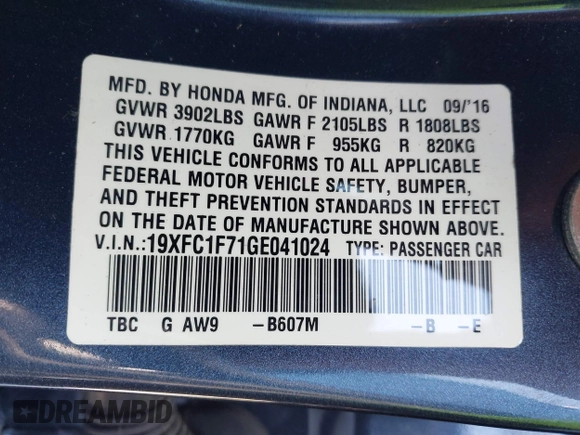 MFD. BY HONDA MFG. OF INDIANA, LLC 09/'16
GVWR 3902LBS GAWR F 2105LBS R 1808LBS
GVWR 1770KG GAWR F 955KG R 820KG
THIS VEHICLE CONFORMS TO ALL APPLICABLE
FEDERAL MOTOR VEHICLE SAFETY, BUMPER,
AND THEFT PREVENTION STANDARDS IN EFFECT
ON THE DATE OF MANUFACTURE SHOWN ABOVE.
V.I.N.:19XFC1F71GE041024 TYPE: PASSENGER CAR
TBC G AW9 -B607M -B -E
DREAMBID